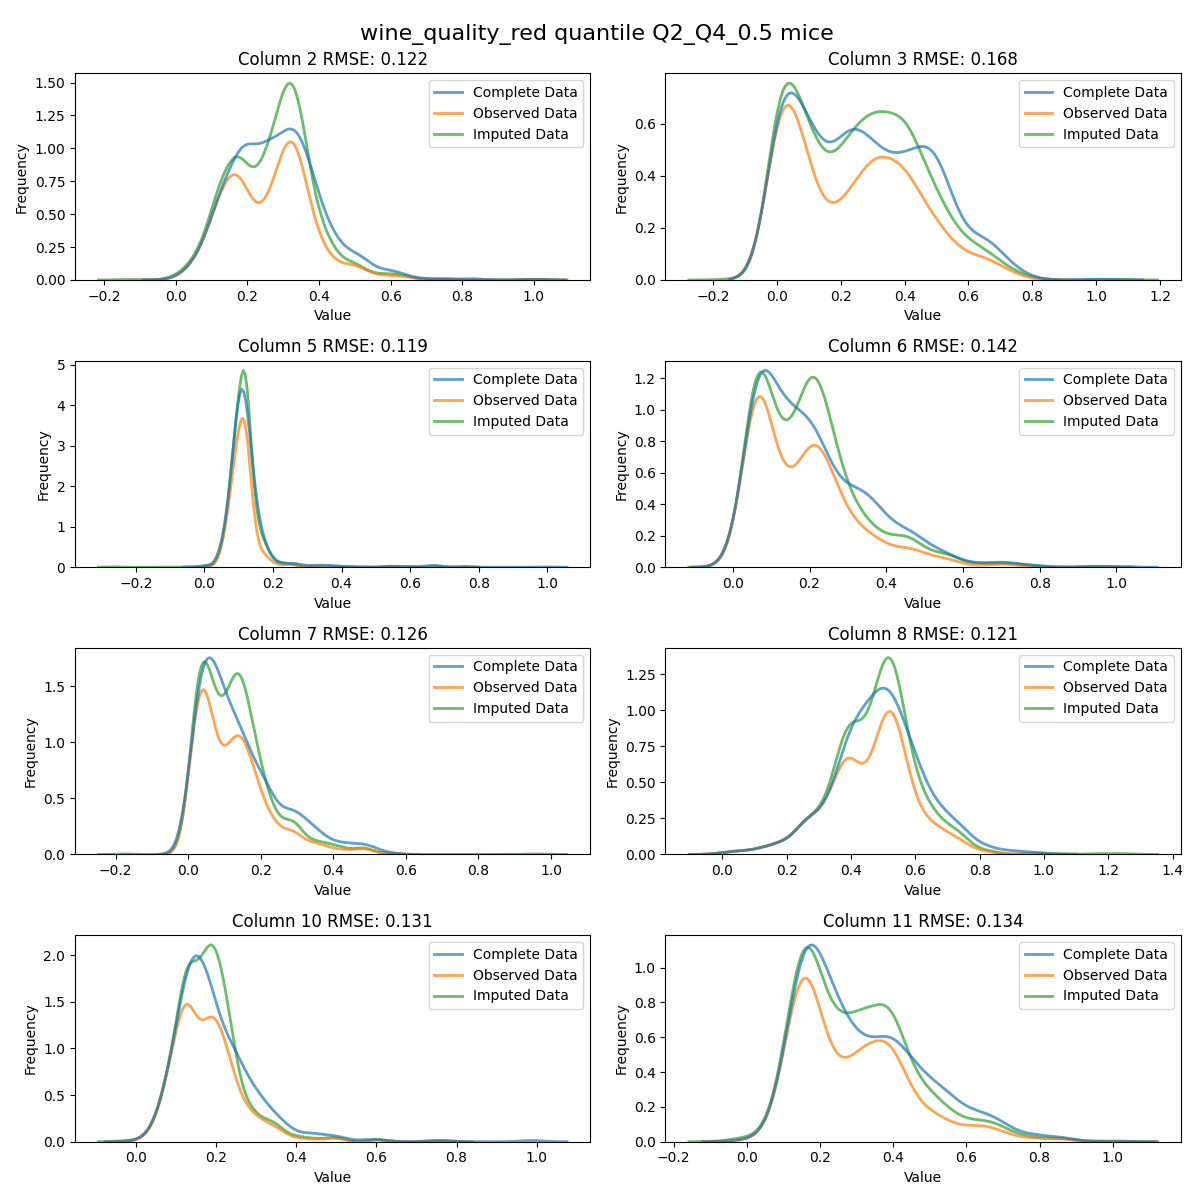 wine_quality_red quantile Q2_Q4_0.5 mice
Column 2 RMSE: 0.122
Frequency
1.50
1.25
1.00
0.75
0.50
0.25
0.00
Complete Data
Observed Data
Imputed Data
−0.2 0.0 0.2 0.4 0.6 0.8 1.0
Value
Column 3 RMSE: 0.168
Frequency
0.6
0.4
0.2
0.0
Complete Data
Observed Data
Imputed Data
−0.2 0.0 0.2 0.4 0.6 0.8 1.0 1.2
Value
Column 5 RMSE: 0.119
Frequency
5
4
3
2
1
0
Complete Data
Observed Data
Imputed Data
−0.2 0.0 0.2 0.4 0.6 0.8 1.0
Value
Column 6 RMSE: 0.142
Frequency
1.2
1.0
0.8
0.6
0.4
0.2
0.0
Complete Data
Observed Data
Imputed Data
0.0 0.2 0.4 0.6 0.8 1.0
Value
Column 7 RMSE: 0.126
Frequency
1.5
1.0
0.5
0.0
Complete Data
Observed Data
Imputed Data
−0.2 0.0 0.2 0.4 0.6 0.8 1.0
Value
Column 8 RMSE: 0.121
Frequency
1.25
1.00
0.75
0.50
0.25
0.00
Complete Data
Observed Data
Imputed Data
0.0 0.2 0.4 0.6 0.8 1.0 1.2 1.4
Value
Column 10 RMSE: 0.131
Frequency
2.0
1.5
1.0
0.5
0.0
Complete Data
Observed Data
Imputed Data
0.0 0.2 0.4 0.6 0.8 1.0
Value
Column 11 RMSE: 0.134
Frequency
1.0
0.8
0.6
0.4
0.2
0.0
Complete Data
Observed Data
Imputed Data
−0.2 0.0 0.2 0.4 0.6 0.8 1.0
Value